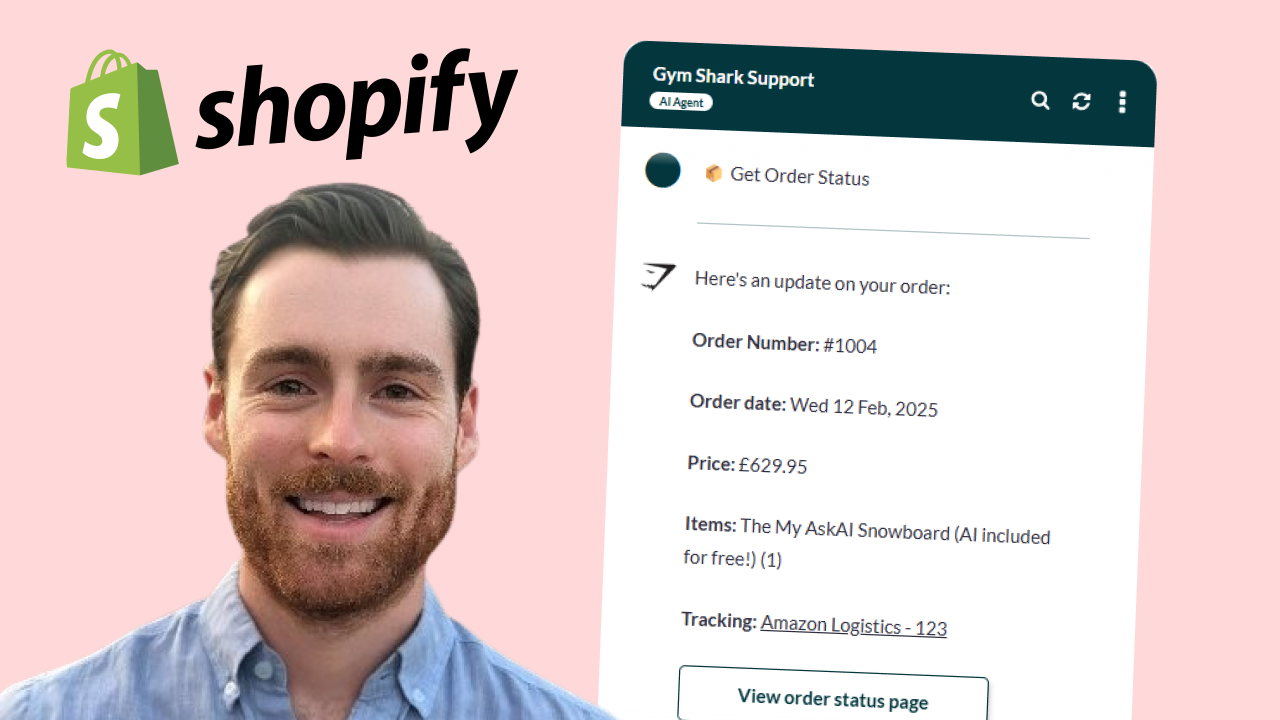 shopify
Gym Shark Support
AI Agent
📦 Get Order Status
Here's an update on your order:
Order Number: #1004
Order date: Wed 12 Feb, 2025
Price: £629.95
Items: The My AskAI Snowboard (AI included
for free!) (1)
Tracking: Amazon Logistics - 123
View order status page